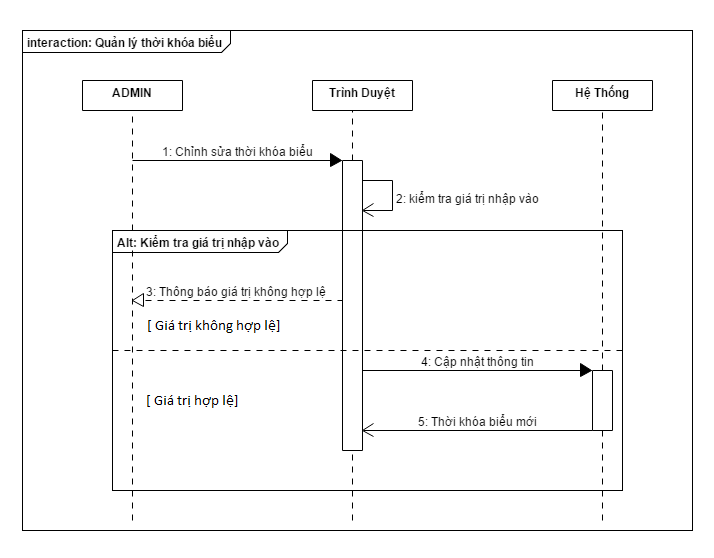 interaction: Quản lý thời khóa biểu
ADMIN
Trình Duyệt
Hệ Thống
1: Chỉnh sửa thời khóa biểu
2: kiểm tra giá trị nhập vào
Alt: Kiểm tra giá trị nhập vào
3: Thông báo giá trị không hợp lệ
[ Giá trị không hợp lệ]
4: Cập nhật thông tin
[ Giá trị hợp lệ]
5: Thời khóa biểu mới